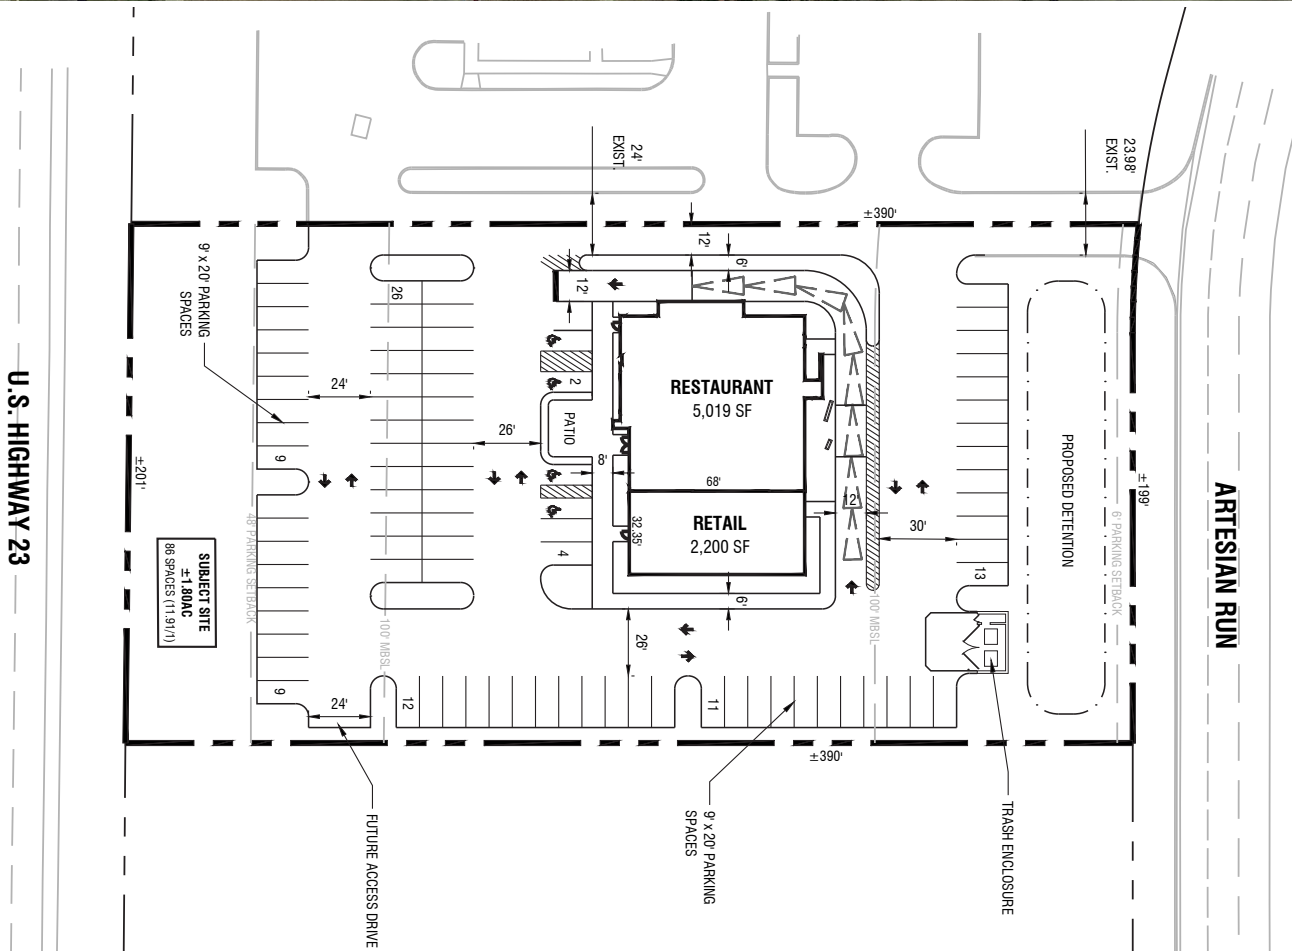 U.S. HIGHWAY 23
ARTESIAN RUN
24'
EXIST.
23.98'
EXIST.
±390'
12'
6'
12'
9' x 20' PARKING
SPACES
26
24'
9
26'
2
PATIO
8'
RESTAURANT
5,019 SF
68'
RETAIL
2,200 SF
32.35'
12'
30'
13
PROPOSED DETENTION
±199'
6' PARKING SETBACK
±201'
48' PARKING SETBACK
SUBJECT SITE
±1.80AC
86 SPACES (11.91/1)
100' MBSL
4
6'
26'
100' MBSL
9
24'
12
11
±390'
FUTURE ACCESS DRIVE
9' x 20' PARKING
SPACES
TRASH ENCLOSURE